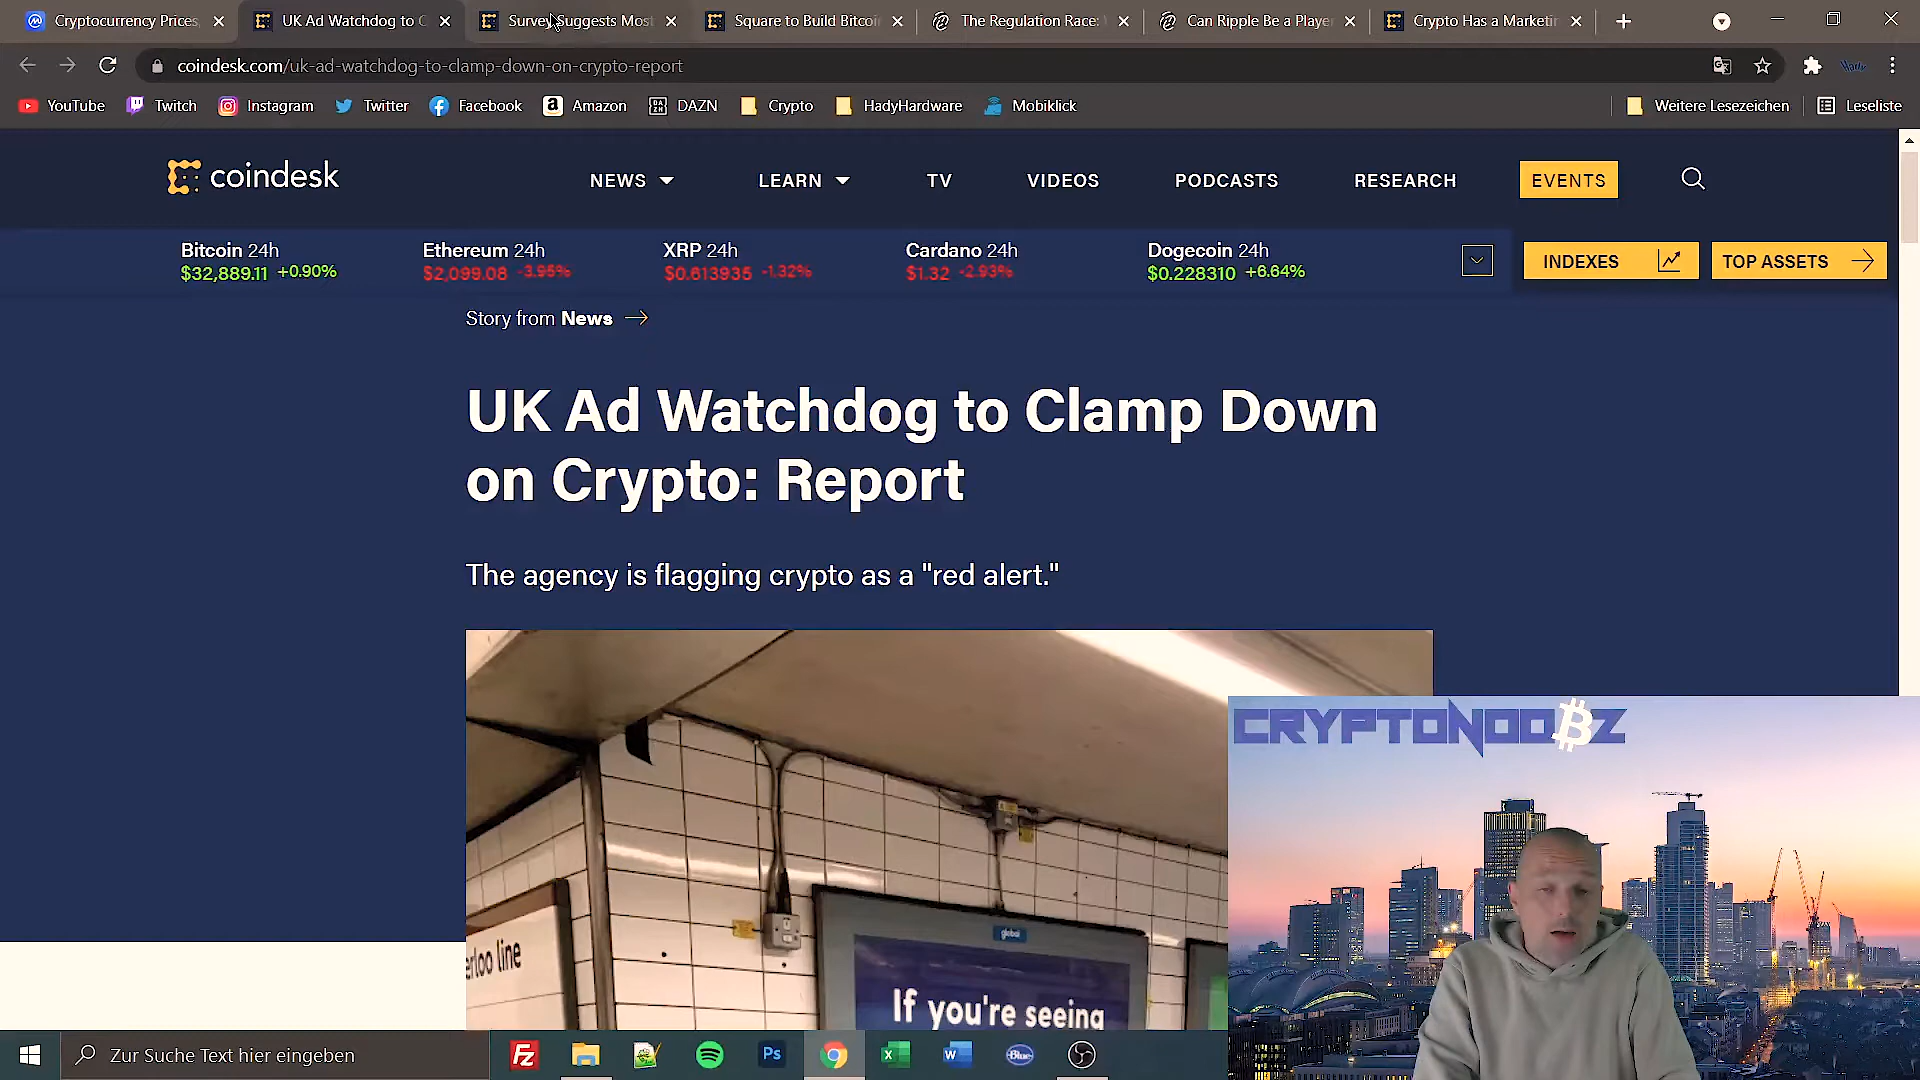 Cryptocurrency Prices,
UK Ad Watchdog to C
Survey Suggests Most
Square to Build Bitcoi
The Regulation Race:
Can Ripple Be a Player
Crypto Has a Marketi
coindesk.com/uk-ad-watchdog-to-clamp-down-on-crypto-report
YouTube
Twitch
Instagram
Twitter
Facebook
Amazon
DAZN
Crypto
HadyHardware
Mobiklick
Weitere Lesezeichen
Leseliste
coindesk
NEWS
LEARN
TV
VIDEOS
PODCASTS
RESEARCH
EVENTS
Bitcoin 24h
$32,889.11 +0.90%
Ethereum 24h
$2,099.08 -3.95%
XRP 24h
$0.613935 -1.32%
Cardano 24h
$1.32 -2.93%
Dogecoin 24h
$0.228310 +6.64%
INDEXES
TOP ASSETS
Story from News
UK Ad Watchdog to Clamp Down
on Crypto: Report
The agency is flagging crypto as a "red alert."
CRYPTONOOBZ
erloo line
global
If you're seeing
Zur Suche Text hier eingeben